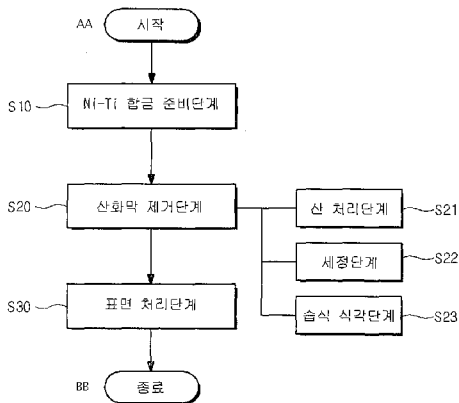 AA 시작
S10 Ni-Ti 합금 준비단계
S20 산화막 제거단계
산 처리단계 S21
세정단계 S22
S30 표면 처리단계
습식 식각단계 S23
BB 종료